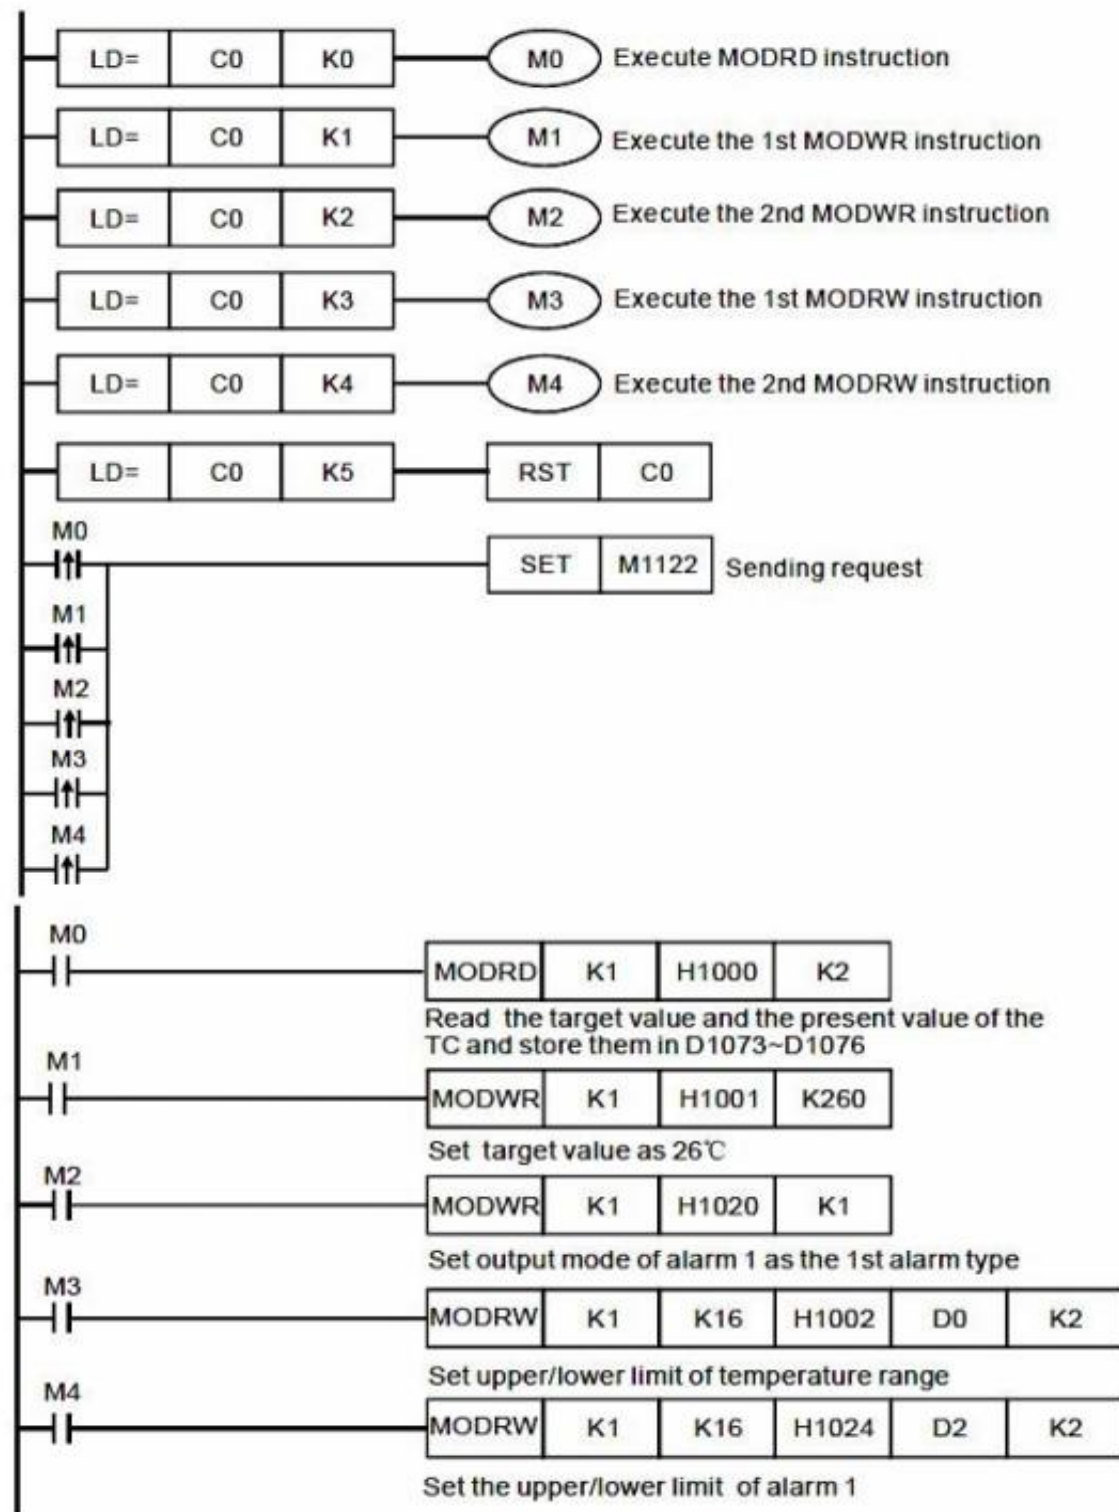 LD= C0 K0 M0 Execute MODRD instruction
LD= C0 K1 M1 Execute the 1st MODWR instruction
LD= C0 K2 M2 Execute the 2nd MODWR instruction
LD= C0 K3 M3 Execute the 1st MODRW instruction
LD= C0 K4 M4 Execute the 2nd MODRW instruction
LD= C0 K5 RST C0
M0
SET M1122 Sending request
M1
M2
M3
M4
M0
MODRD K1 H1000 K2
Read the target value and the present value of the
TC and store them in D1073~D1076
M1
MODWR K1 H1001 K260
Set target value as 26℃
M2
MODWR K1 H1020 K1
Set output mode of alarm 1 as the 1st alarm type
M3
MODRW K1 K16 H1002 D0 K2
Set upper/lower limit of temperature range
M4
MODRW K1 K16 H1024 D2 K2
Set the upper/lower limit of alarm 1